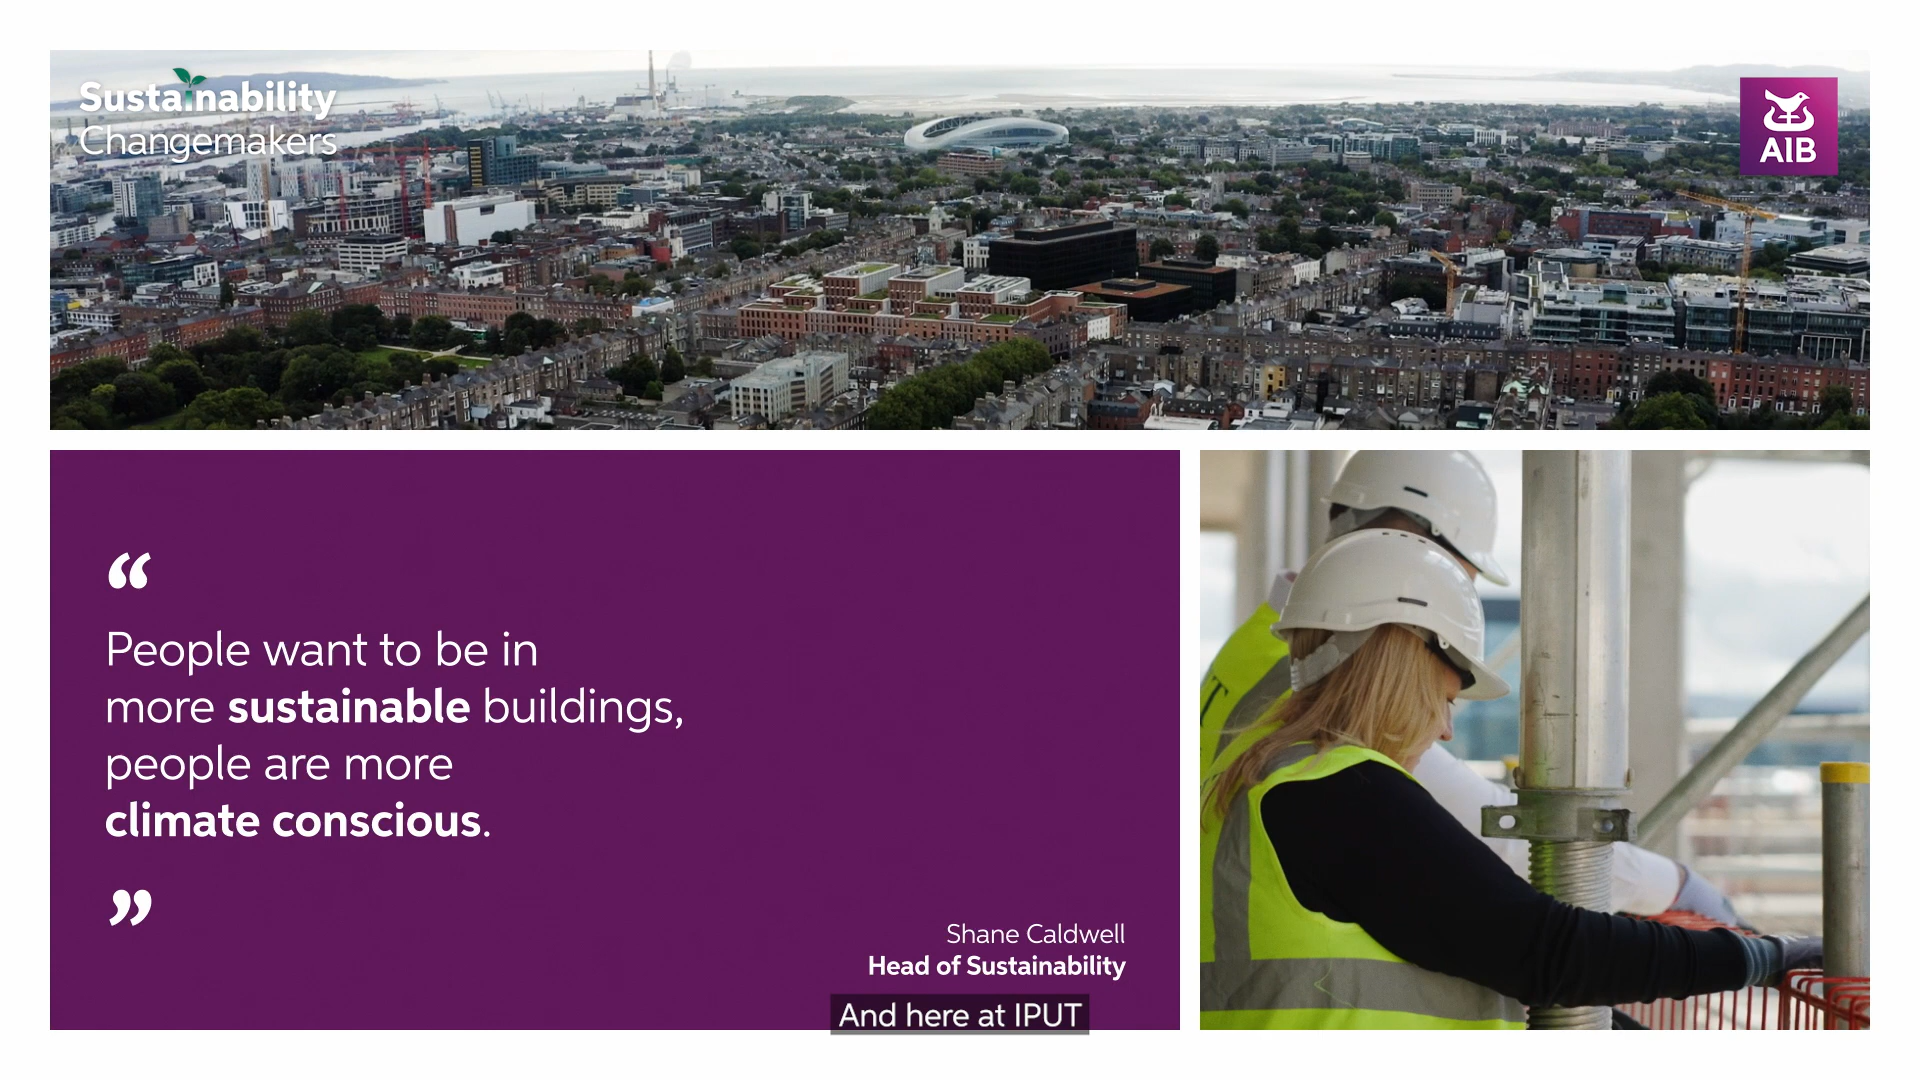 Sustainability
Changemakers
AIB
“
People want to be in
more sustainable buildings,
people are more
climate conscious.
”
Shane Caldwell
Head of Sustainability
And here at IPUT